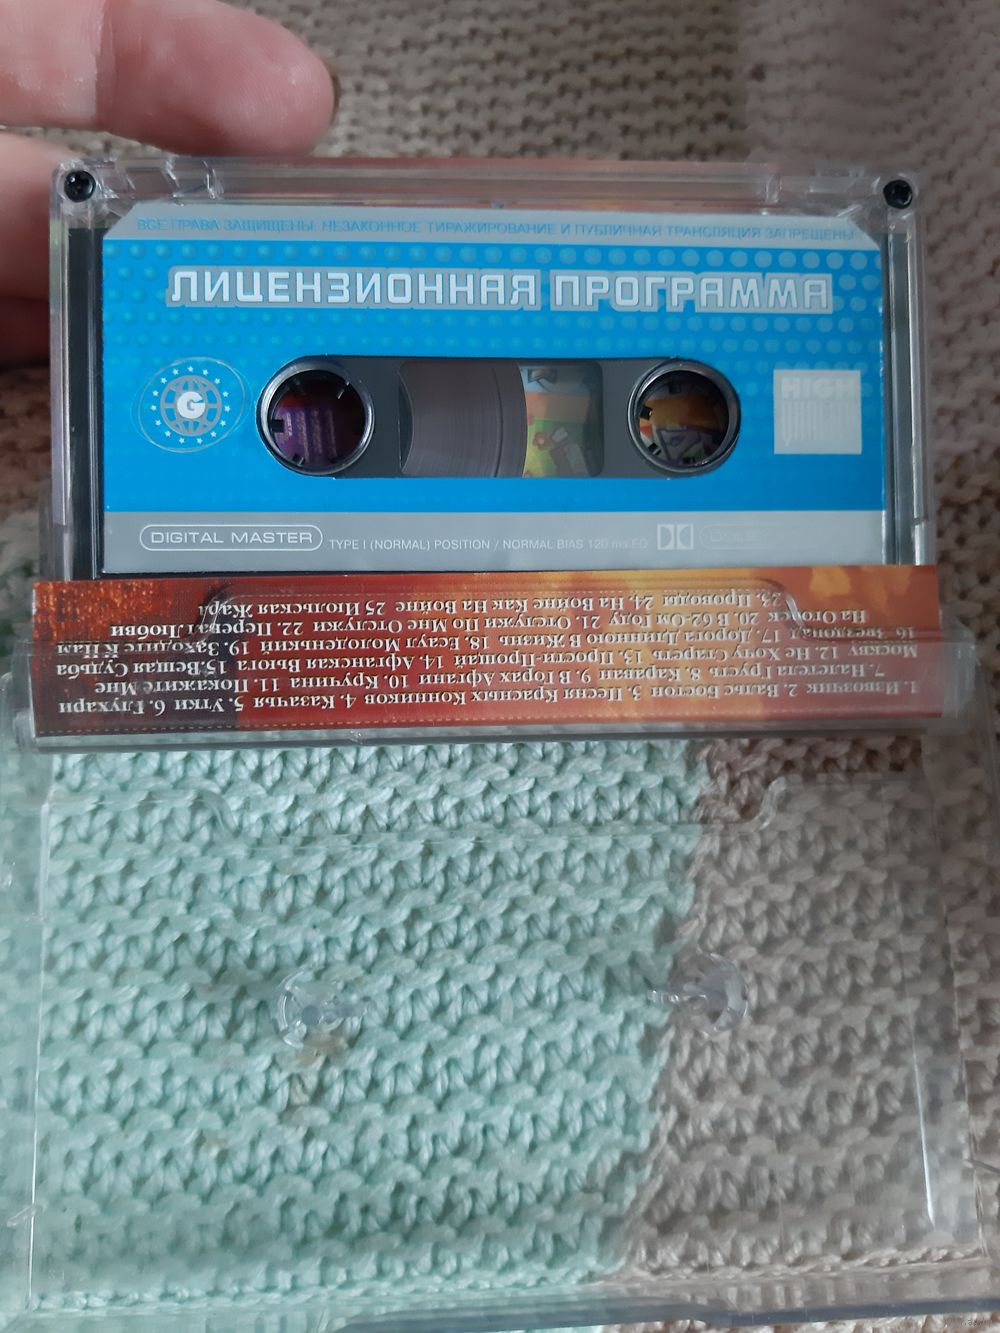 ВСЕ ПРАВА ЗАЩИЩЕНЫ. НЕЗАКОННОЕ ТИРАЖИРОВАНИЕ И ПУБЛИЧНАЯ ТРАНСЛЯЦИЯ ЗАПРЕЩЕНЫ
ЛИЦЕНЗИОННАЯ ПРОГРАММА
G
HIGH
DIGITAL MASTER TYPE I (NORMAL) POSITION / NORMAL BIAS 120 ms EQ DOLBY
1. Извозчик 2. Вальс Бостон 3. Песня Красных Конников 4. Казачья 5. Утки 6. Глухари
7. Налетела Грусть 8. Караван 9. В Горах Афгани 10. Кручина 11. Покажите Мне
Москву 12. Не Хочу Стареть 13. Прости-Прощай 14. Афганская Вьюга 15. Вещая Судьба
16. Звездопад 17. Дорога Длиною В Жизнь 18. Есаул Молоденький 19. Заходите К Нам
На Огонек 20. В 62-Ом Году 21. Отслужи По Мне Отслужи 22. Перевал Любви
23. Проводы 24. На Войне Как На Войне 25 Июльская Жара